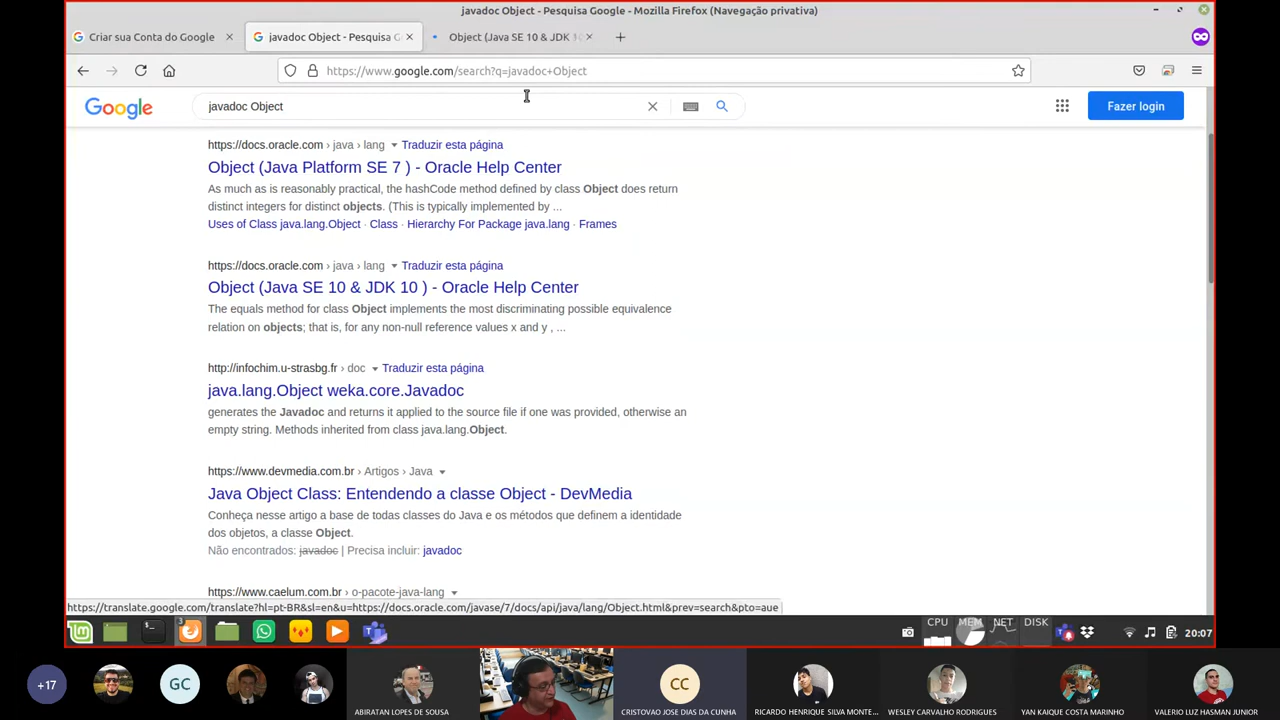 javadoc Object - Pesquisa Google - Mozilla Firefox (Navegação privativa)
Criar sua Conta do Google
javadoc Object - Pesquisa G
Object (Java SE 10 & JDK
https://www.google.com/search?q=javadoc+Object
Google
javadoc Object
Fazer login
https://docs.oracle.com › java › lang Traduzir esta página
Object (Java Platform SE 7 ) - Oracle Help Center
As much as is reasonably practical, the hashCode method defined by class Object does return
distinct integers for distinct objects. (This is typically implemented by ...
Uses of Class java.lang.Object · Class · Hierarchy For Package java.lang · Frames
https://docs.oracle.com › java › lang Traduzir esta página
Object (Java SE 10 & JDK 10 ) - Oracle Help Center
The equals method for class Object implements the most discriminating possible equivalence
relation on objects; that is, for any non-null reference values x and y , ...
http://infochim.u-strasbg.fr › doc Traduzir esta página
java.lang.Object weka.core.Javadoc
generates the Javadoc and returns it applied to the source file if one was provided, otherwise an
empty string. Methods inherited from class java.lang.Object.
https://www.devmedia.com.br › Artigos › Java
Java Object Class: Entendendo a classe Object - DevMedia
Conheça nesse artigo a base de todas classes do Java e os métodos que definem a identidade
dos objetos, a classe Object.
Não encontrados: javadoc | Precisa incluir: javadoc
https://www.caelum.com.br › o-pacote-java-lang
https://translate.google.com/translate?hl=pt-BR&sl=en&u=https://docs.oracle.com/javase/7/docs/api/java/lang/Object.html&prev=search&pto=aue
3
CPU MEM NET DISK
20:07
+17
GC
CC
ABIRATAN LOPES DE SOUSA
CRISTOVAO JOSE DIAS DA CUNHA
RICARDO HENRIQUE SILVA MONTE...
WESLEY CARVALHO RODRIGUES
YAN KAIQUE COSTA MARINHO
VALERIO LUZ HASMAN JUNIOR